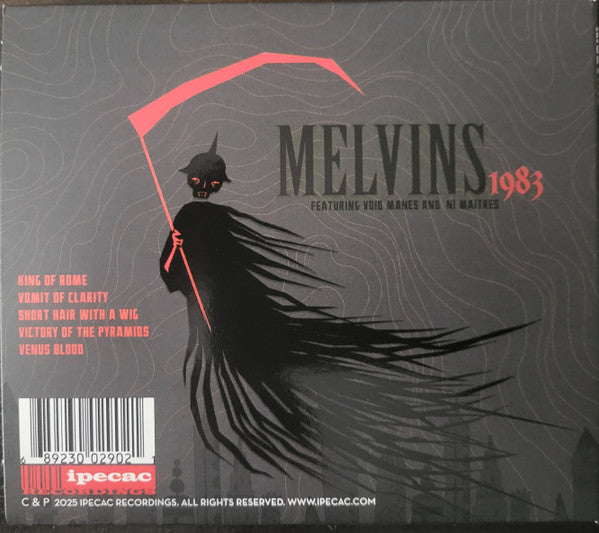 MELVINS 1983
FEATURING VOID MANES AND NI MAITRES
KING OF ROME
VOMIT OF CLARITY
SHORT HAIR WITH A WIG
VICTORY OF THE PYRAMIDS
VENUS BLOOD
6 89230 02902 1
ipecac
RECORDINGS
C & P 2025 IPECAC RECORDINGS. ALL RIGHTS RESERVED. WWW.IPECAC.COM